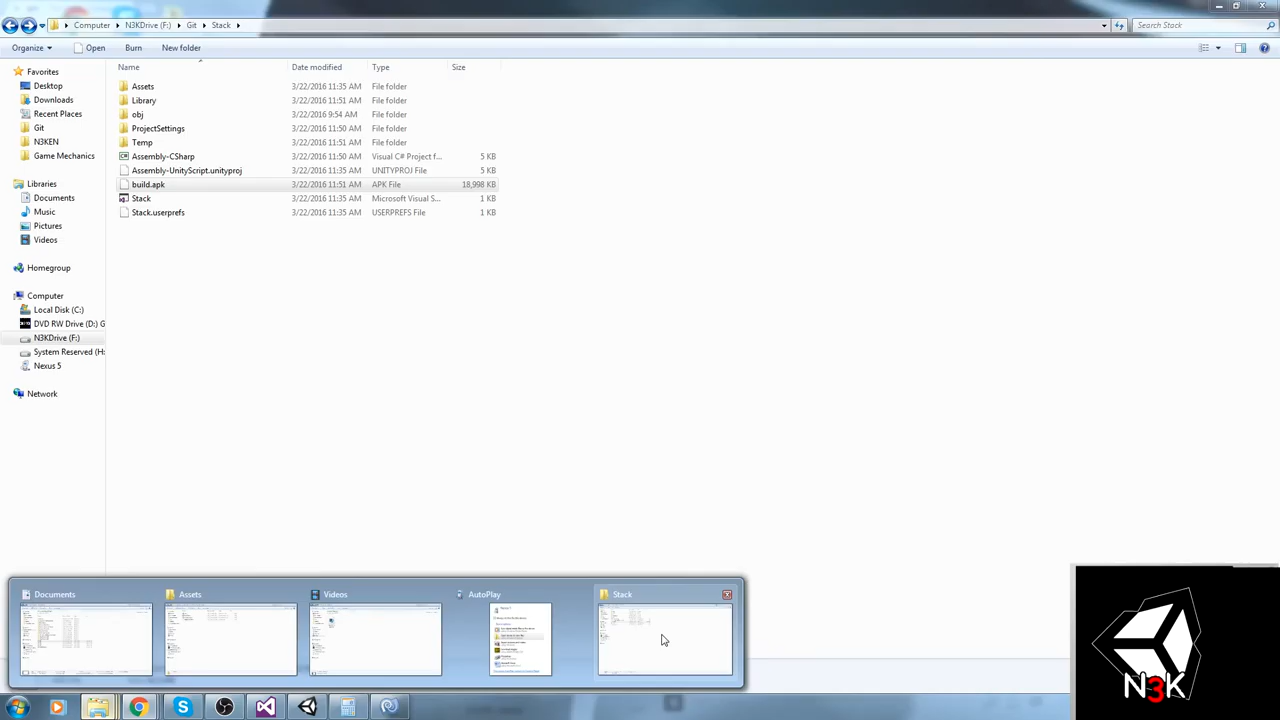 Computer N3KDrive (F:) Git Stack
Search Stack
Organize Open Burn New folder
Name Date modified Type Size
Assets 3/22/2016 11:35 AM File folder
Library 3/22/2016 11:51 AM File folder
obj 3/22/2016 9:54 AM File folder
ProjectSettings 3/22/2016 11:50 AM File folder
Temp 3/22/2016 11:51 AM File folder
Assembly-CSharp 3/22/2016 11:50 AM Visual C# Project f... 5 KB
Assembly-UnityScript.unityproj 3/22/2016 11:35 AM UNITYPROJ File 5 KB
build.apk 3/22/2016 11:51 AM APK File 18,998 KB
Stack 3/22/2016 11:35 AM Microsoft Visual S... 1 KB
Stack.userprefs 3/22/2016 11:35 AM USERPREFS File 1 KB
Favorites
Desktop
Downloads
Recent Places
Git
N3KEN
Game Mechanics
Libraries
Documents
Music
Pictures
Videos
Homegroup
Computer
Local Disk (C:)
DVD RW Drive (D:) G
N3KDrive (F:)
System Reserved (H:
Nexus 5
Network
Documents Assets Videos AutoPlay Stack
N3K